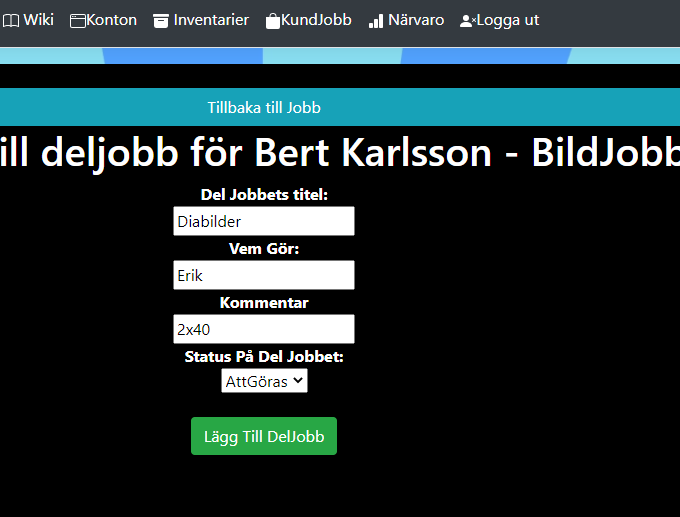 Wiki Konton Inventarier KundJobb Närvaro Logga ut
Tillbaka till Jobb
ill deljobb för Bert Karlsson - BildJobb
Del Jobbets titel:
Diabilder
Vem Gör:
Erik
Kommentar
2x40
Status På Del Jobbet:
AttGöras
Lägg Till DelJobb